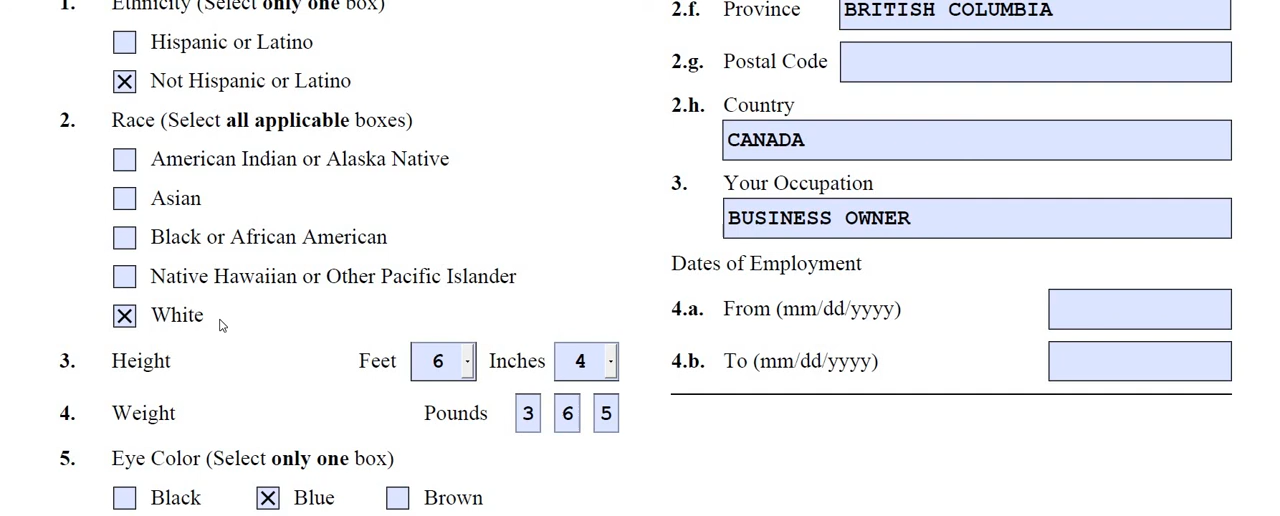 1. Ethnicity (Select only one box)
Hispanic or Latino
Not Hispanic or Latino
2. Race (Select all applicable boxes)
American Indian or Alaska Native
Asian
Black or African American
Native Hawaiian or Other Pacific Islander
White
3. Height Feet 6 Inches 4
4. Weight Pounds 3 6 5
5. Eye Color (Select only one box)
Black Blue Brown
2.f. Province BRITISH COLUMBIA
2.g. Postal Code
2.h. Country
CANADA
3. Your Occupation
BUSINESS OWNER
Dates of Employment
4.a. From (mm/dd/yyyy)
4.b. To (mm/dd/yyyy)